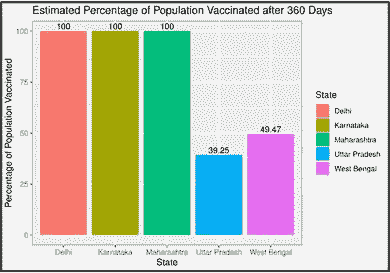 Estimated Percentage of Population Vaccinated after 360 Days
100 100 100
100
75
50
49.47
39.25
25
0
Percentage of Population Vaccinated
Delhi Karnataka Maharashtra Uttar Pradesh West Bengal
State
State
Delhi
Karnataka
Maharashtra
Uttar Pradesh
West Bengal